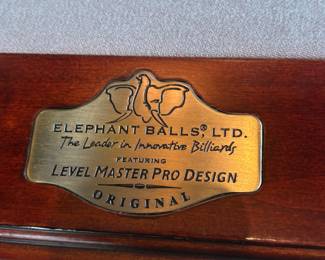 ELEPHANT BALLS,® LTD.
The Leader in Innovative Billiards
FEATURING
LEVEL MASTER PRO DESIGN
ORIGINAL